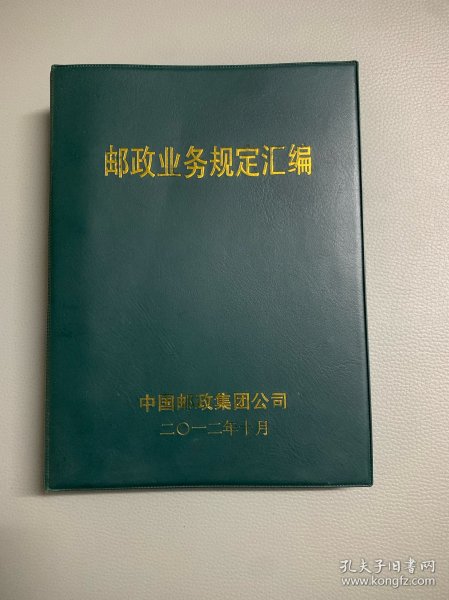 邮政业务规定汇编
中国邮政集团公司
二〇一二年十月
孔夫子旧书网
www.kongfz.com